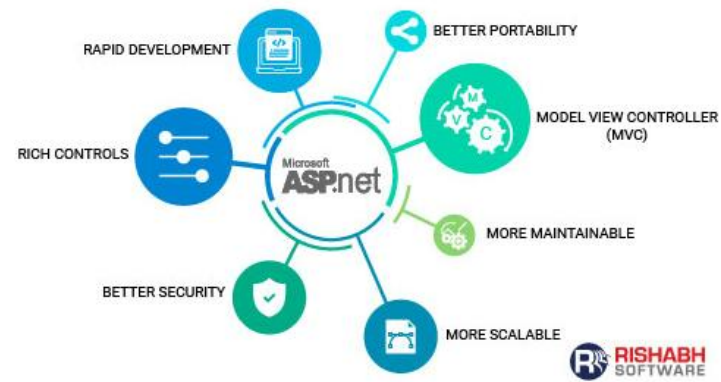 RAPID DEVELOPMENT
BETTER PORTABILITY
M
V
C
MODEL VIEW CONTROLLER
(MVC)
RICH CONTROLS
Microsoft
ASP.net
MORE MAINTAINABLE
BETTER SECURITY
MORE SCALABLE
R
RISHABH
SOFTWARE